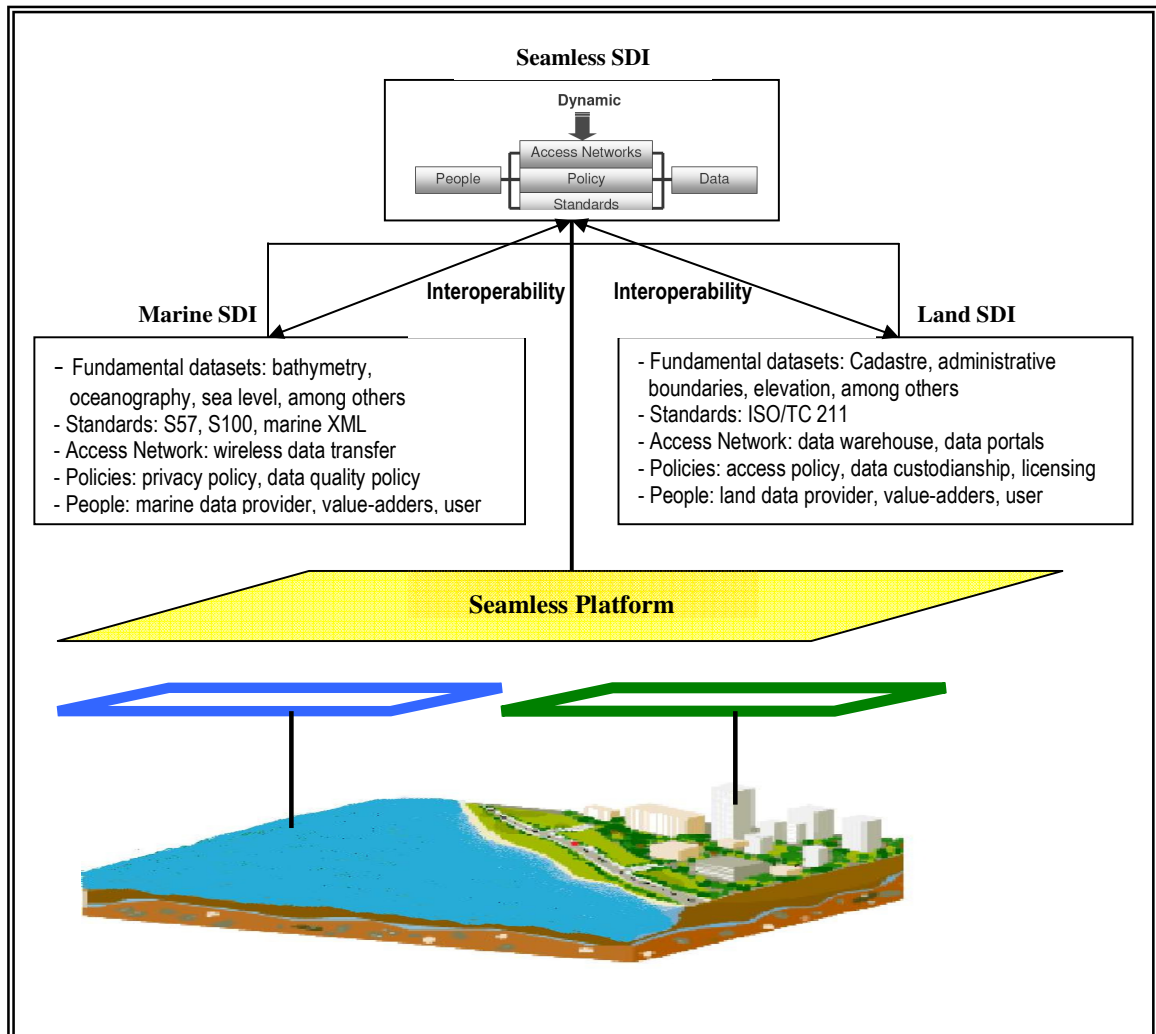 Seamless SDI
Dynamic
Access Networks
People
Policy
Data
Standards
Interoperability
Interoperability
Marine SDI
Land SDI
- Fundamental datasets: bathymetry,
oceanography, sea level, among others
- Standards: S57, S100, marine XML
- Access Network: wireless data transfer
- Policies: privacy policy, data quality policy
- People: marine data provider, value-adders, user
- Fundamental datasets: Cadastre, administrative
boundaries, elevation, among others
- Standards: ISO/TC 211
- Access Network: data warehouse, data portals
- Policies: access policy, data custodianship, licensing
- People: land data provider, value-adders, user
Seamless Platform